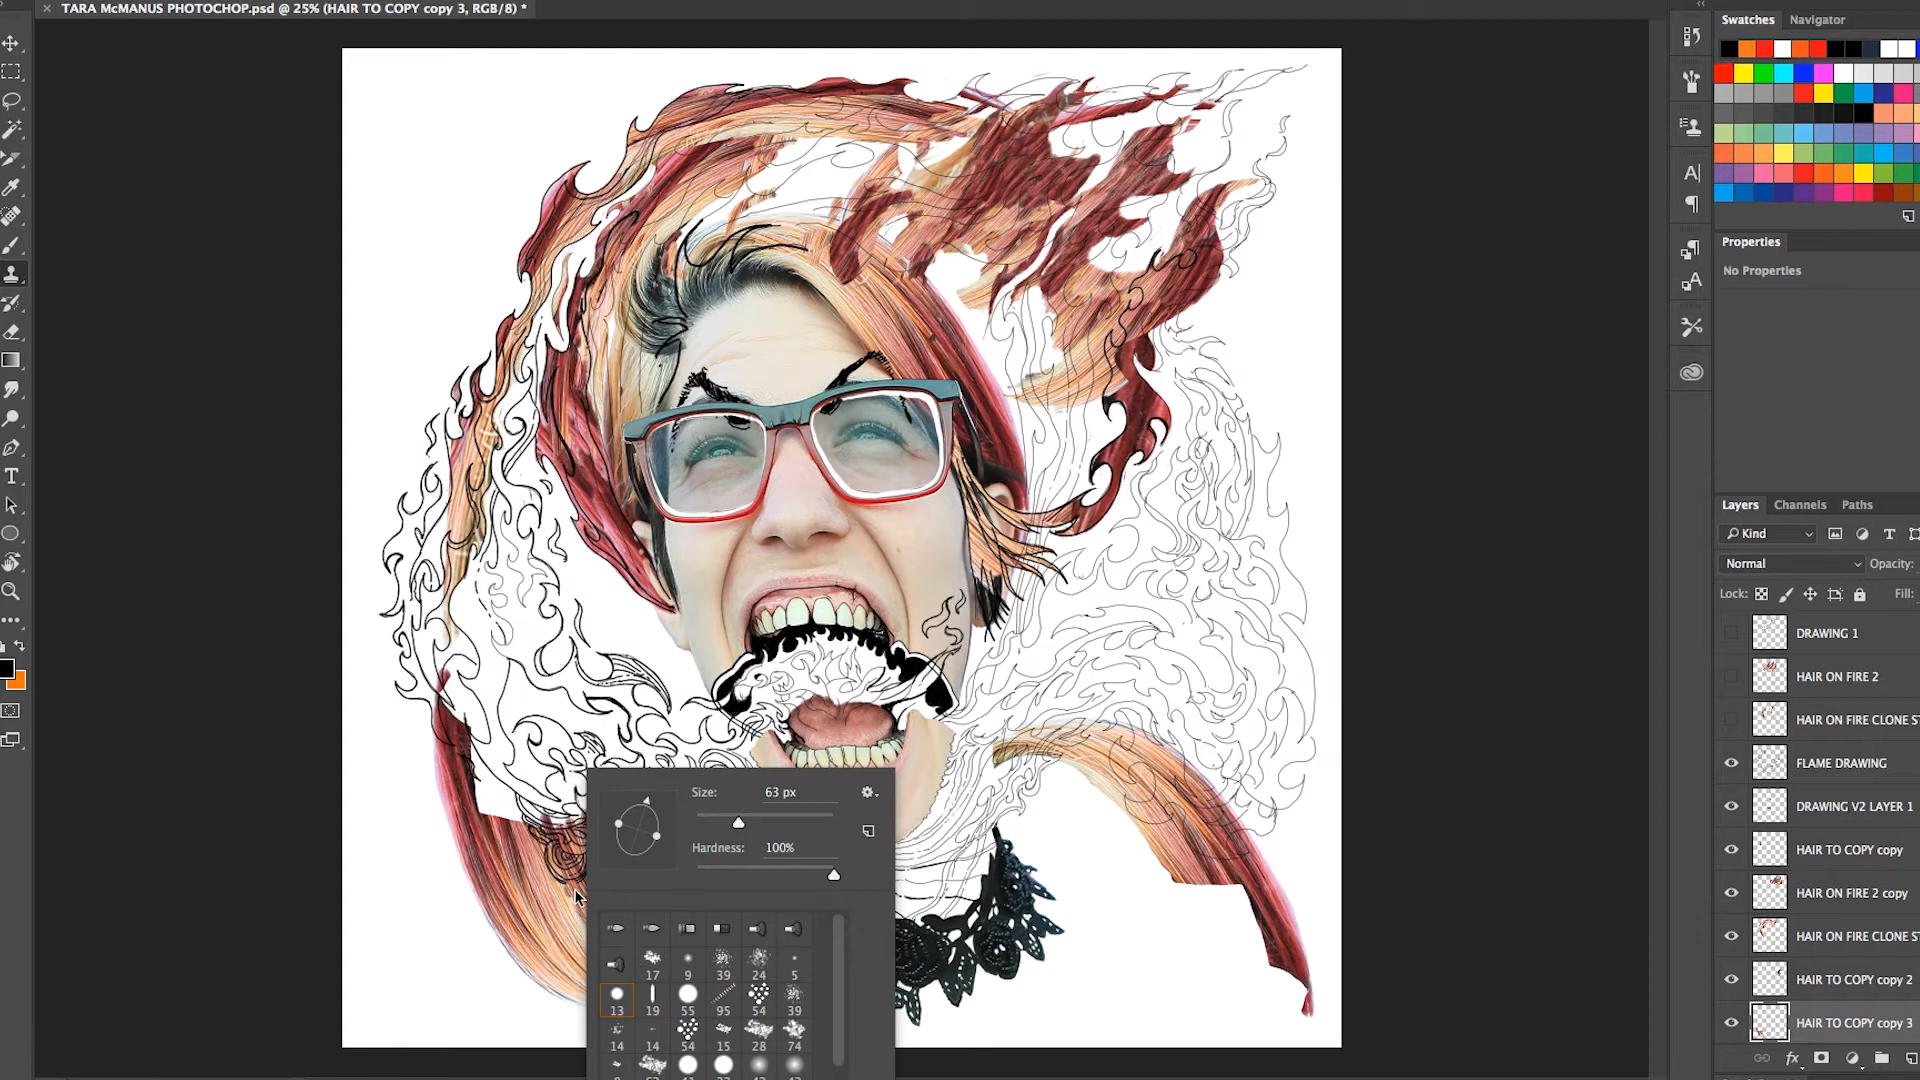 TARA McMANUS PHOTOCHOP.psd @ 25% (HAIR TO COPY copy 3, RGB/8) *
Swatches
Navigator
Properties
No Properties
Layers
Channels
Paths
Kind
Normal
Opacity:
Lock:
Fill:
DRAWING 1
HAIR ON FIRE 2
HAIR ON FIRE CLONE ST
FLAME DRAWING
DRAWING V2 LAYER 1
HAIR TO COPY copy
HAIR ON FIRE 2 copy
HAIR ON FIRE CLONE ST
HAIR TO COPY copy 2
HAIR TO COPY copy 3
Size:
63 px
Hardness:
100%
17 9 39 24 5
13 19 55 95 54 39
14 14 54 15 28 74